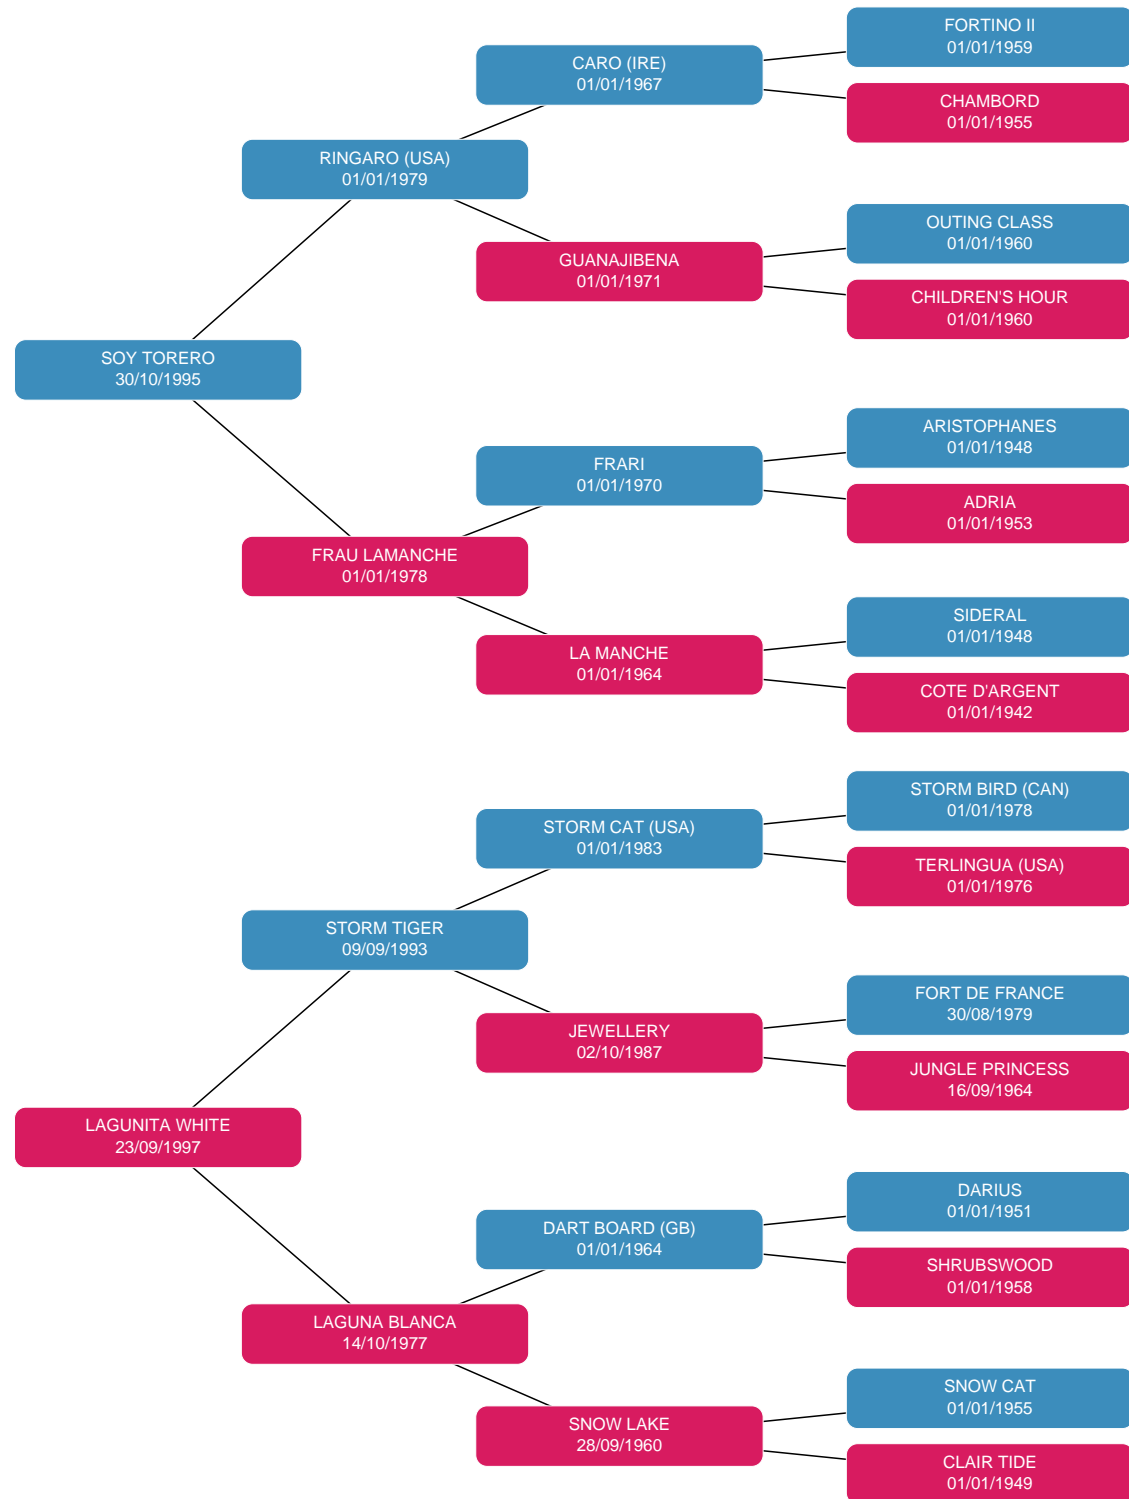 FORTINO II
01/01/1959
CARO (IRE)
01/01/1967
CHAMBORD
01/01/1955
RINGARO (USA)
01/01/1979
OUTING CLASS
01/01/1960
GUANAJIBENA
01/01/1971
CHILDREN'S HOUR
01/01/1960
SOY TORERO
30/10/1995
ARISTOPHANES
01/01/1948
FRARI
01/01/1970
ADRIA
01/01/1953
FRAU LAMANCHE
01/01/1978
SIDERAL
01/01/1948
LA MANCHE
01/01/1964
COTE D'ARGENT
01/01/1942
STORM BIRD (CAN)
01/01/1978
STORM CAT (USA)
01/01/1983
TERLINGUA (USA)
01/01/1976
STORM TIGER
09/09/1993
FORT DE FRANCE
30/08/1979
JEWELLERY
02/10/1987
JUNGLE PRINCESS
16/09/1964
LAGUNITA WHITE
23/09/1997
DARIUS
01/01/1951
DART BOARD (GB)
01/01/1964
SHRUBSWOOD
01/01/1958
LAGUNA BLANCA
14/10/1977
SNOW CAT
01/01/1955
SNOW LAKE
28/09/1960
CLAIR TIDE
01/01/1949